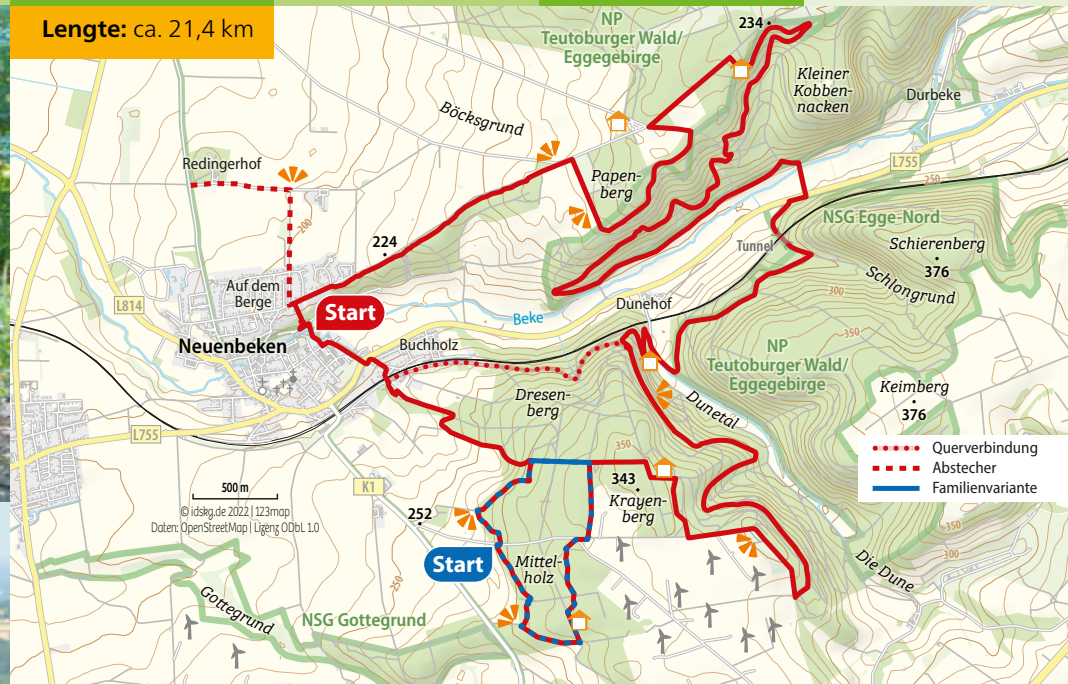 Lengte: ca. 21,4 km
NP
Teutoburger Wald/
Eggegebirge
234
Kleiner
Kobben-
nacken
Durbeke
Böcksgrund
L755
250
Redingerhof
Papen-
berg
200
NSG Egge-Nord
224
Tunnel
Schierenberg
376
Schlongrund
300
Auf dem
Berge
L814
Start
Dunehof
Beke
Neuenbeken
Buchholz
350
NP
Teutoburger Wald/
Eggegebirge
Keimberg
376
Dresen-
berg
Dunetal
L755
350
Querverbindung
Abstecher
Familienvariante
500 m
K1
343
Krayen-
berg
© idskg.de 2022 | 123map
Daten: OpenStreetMap | Lizenz ODbL 1.0
252
Start
Mittel-
holz
250
300
350
Die Dune
Gottegrund
NSG Gottegrund